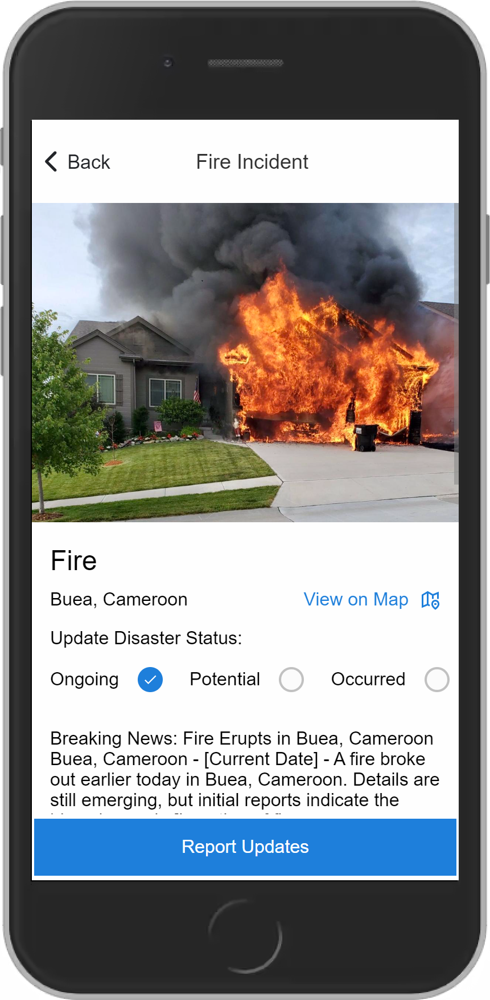 Back
Fire Incident
Fire
Buea, Cameroon
View on Map
Update Disaster Status:
Ongoing
Potential
Occurred
Breaking News: Fire Erupts in Buea, Cameroon
Buea, Cameroon - [Current Date] - A fire broke
out earlier today in Buea, Cameroon. Details are
still emerging, but initial reports indicate the
Report Updates